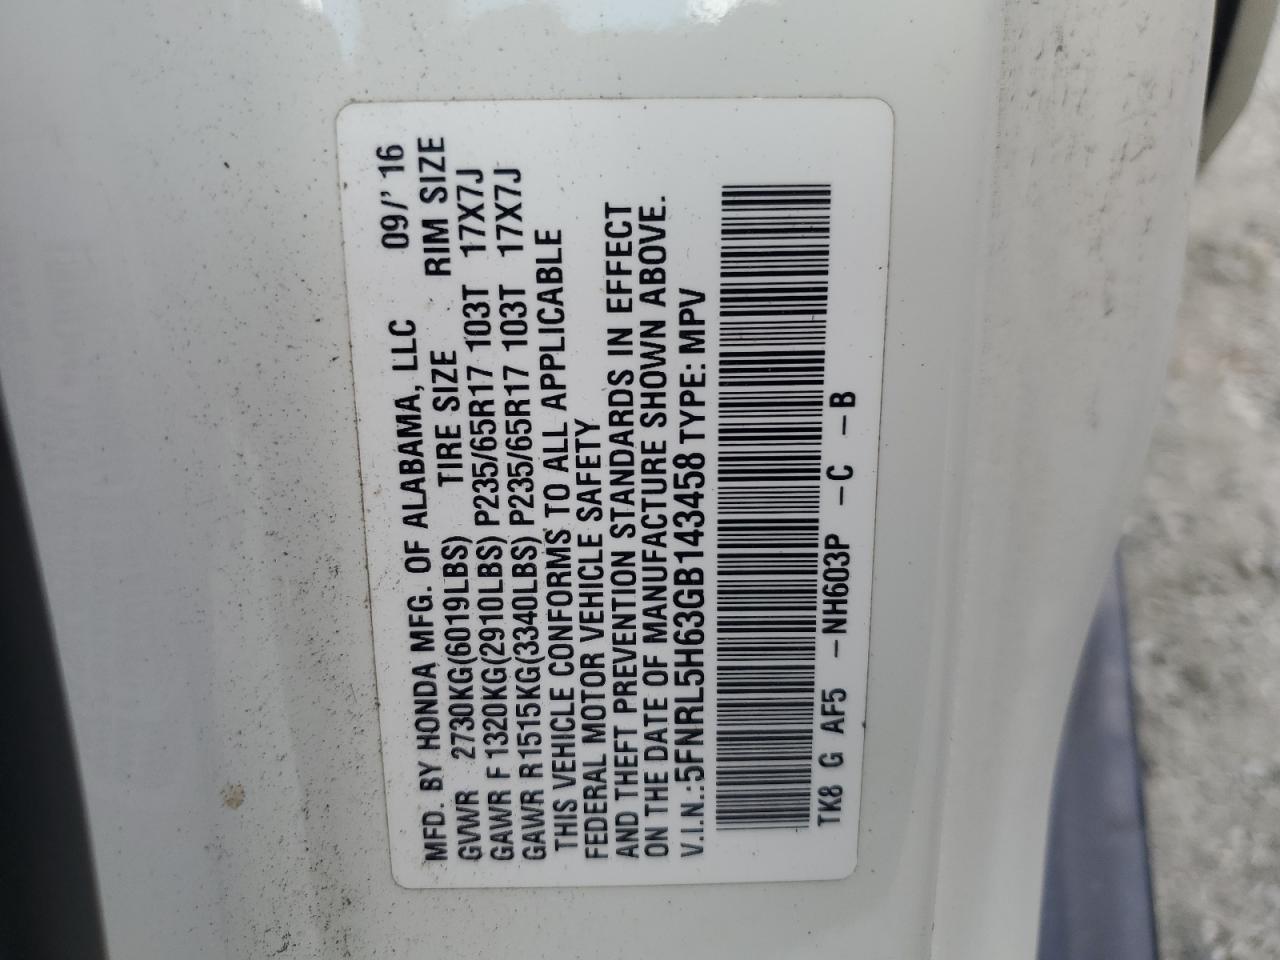 MFD. BY HONDA MFG. OF ALABAMA, LLC 09/' 16
GVWR 2730KG(6019LBS) TIRE SIZE RIM SIZE
GAWR F 1320KG(2910LBS) P235/65R17 103T 17X7J
GAWR R 1515KG(3340LBS) P235/65R17 103T 17X7J
THIS VEHICLE CONFORMS TO ALL APPLICABLE
FEDERAL MOTOR VEHICLE SAFETY
AND THEFT PREVENTION STANDARDS IN EFFECT
ON THE DATE OF MANUFACTURE SHOWN ABOVE.
V.I.N.:5FNRL5H63GB143458 TYPE: MPV
TK8 G AF5 -NH603P -C -B